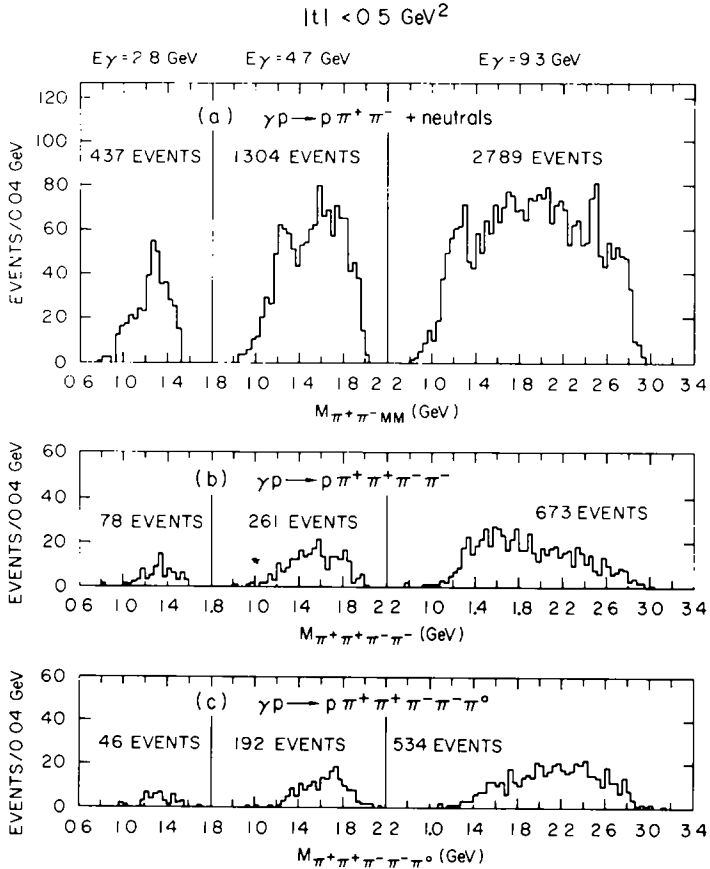 |t| < 0 5 GeV²
Eγ = 2 8 GeV Eγ = 4 7 GeV Eγ = 9 3 GeV
(a) γp → p π⁺ π⁻ + neutrals
437 EVENTS 1304 EVENTS 2789 EVENTS
EVENTS/0 04 GeV
120
100
80
60
40
20
0
0 6 1 0 1 4 1 8 1 0 1 4 1 8 2 2 1 0 1 4 1 8 2 2 2 6 3 0 3 4
M π⁺ π⁻ MM (GeV)
(b) γp → p π⁺ π⁺ π⁻ π⁻
78 EVENTS 261 EVENTS 673 EVENTS
EVENTS/0 04 GeV
60
40
20
0
0 6 1 0 1 4 1 8 1 0 1 4 1 8 2 2 1 0 1.4 1.8 2 2 2 6 3 0 3 4
M π⁺ π⁺ π⁻ π⁻ (GeV)
(c) γp → p π⁺ π⁺ π⁻ π⁻ π⁰
46 EVENTS 192 EVENTS 534 EVENTS
EVENTS/0 04 GeV
60
40
20
0
0 6 1 0 1 4 1 8 1 0 1 4 1 8 2 2 1.0 1 4 1 8 2 2 2 6 3 0 3 4
M π⁺ π⁺ π⁻ π⁻ π⁰ (GeV)